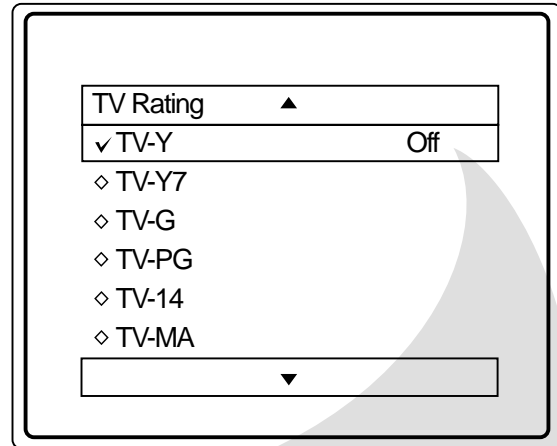 TV Rating ▲
✓ TV-Y Off
◇ TV-Y7
◇ TV-G
◇ TV-PG
◇ TV-14
◇ TV-MA
▼